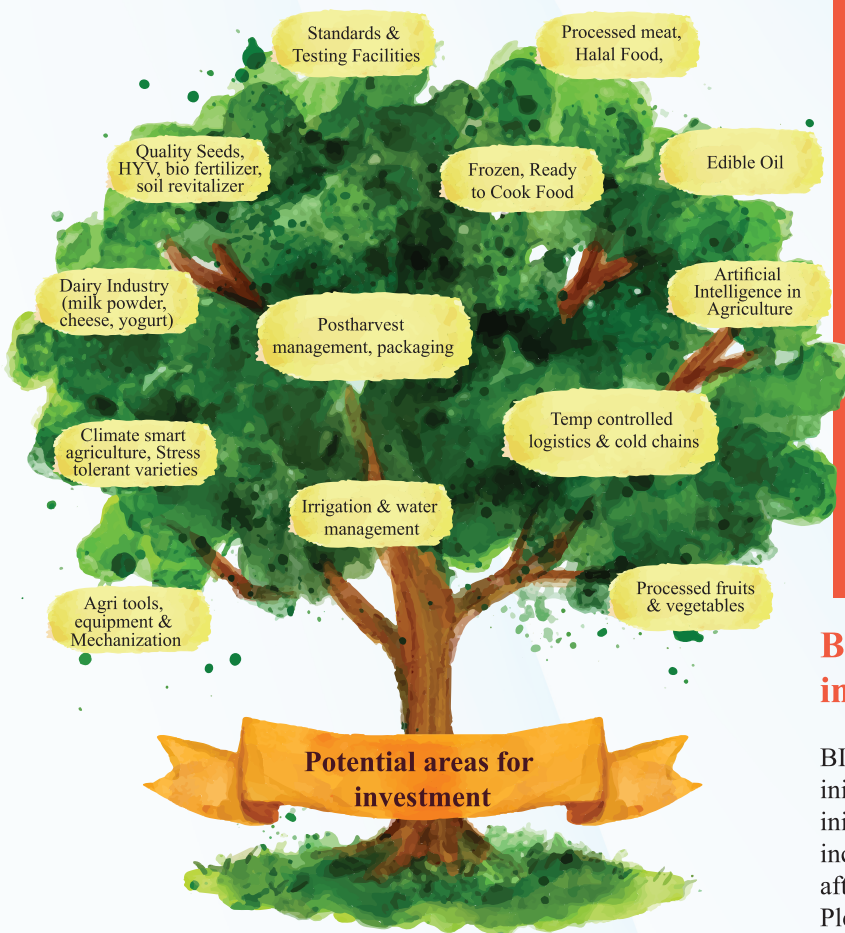 Standards &
Testing Facilities
Processed meat,
Halal Food,
Quality Seeds,
HYV, bio fertilizer,
soil revitalizer
Frozen, Ready
to Cook Food
Edible Oil
Dairy Industry
(milk powder,
cheese, yogurt)
Postharvest
management, packaging
Artificial
Intelligence in
Agriculture
Climate smart
agriculture, Stress
tolerant varieties
Temp controlled
logistics & cold chains
Irrigation & water
management
Agri tools,
equipment &
Mechanization
Processed fruits
& vegetables
Potential areas for
investment